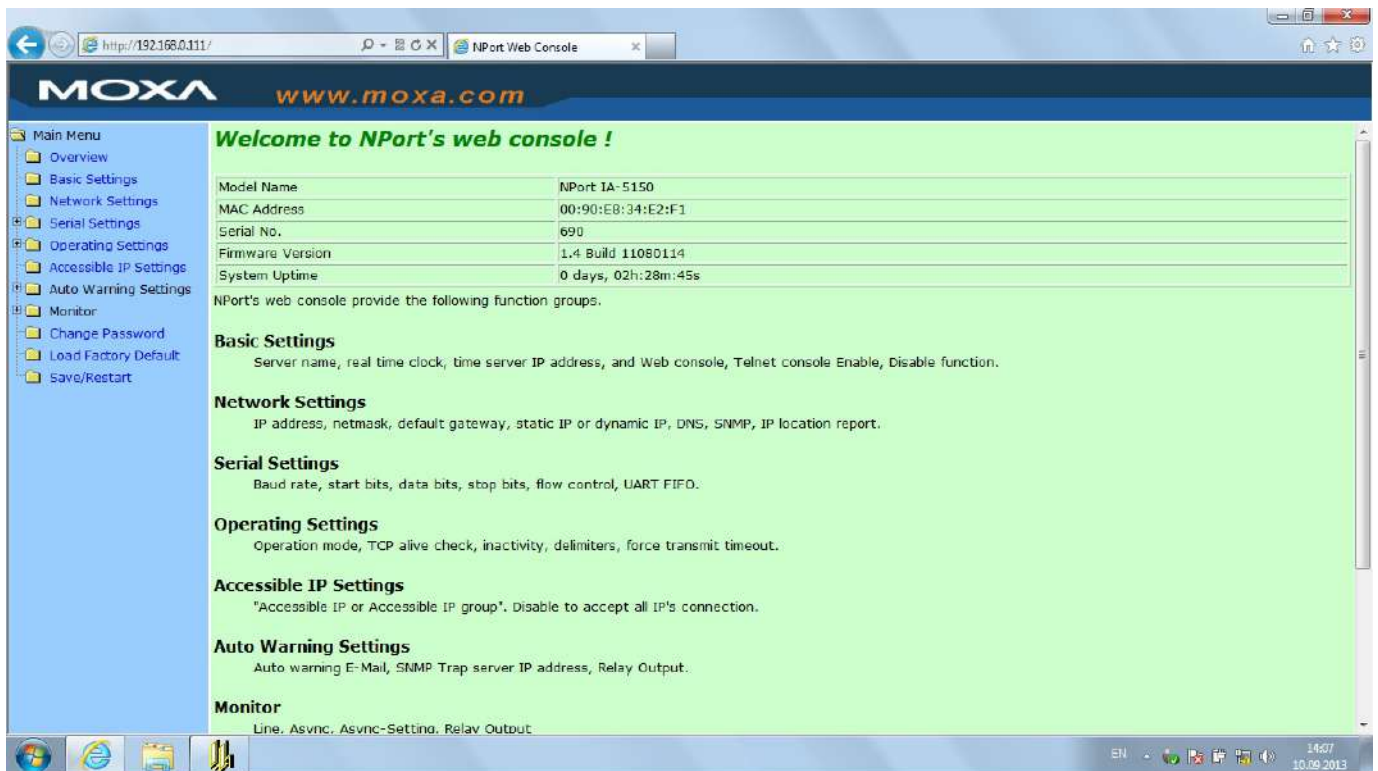 http://192.168.0.111/
NPort Web Console
MOXA
www.moxa.com
Main Menu
Overview
Basic Settings
Network Settings
Serial Settings
Operating Settings
Accessible IP Settings
Auto Warning Settings
Monitor
Change Password
Load Factory Default
Save/Restart
Welcome to NPort's web console !
Model Name NPort IA-5150
MAC Address 00:90:E8:34:E2:F1
Serial No. 690
Firmware Version 1.4 Build 11080114
System Uptime 0 days, 02h:28m:45s
NPort's web console provide the following function groups.
Basic Settings
Server name, real time clock, time server IP address, and Web console, Telnet console Enable, Disable function.
Network Settings
IP address, netmask, default gateway, static IP or dynamic IP, DNS, SNMP, IP location report.
Serial Settings
Baud rate, start bits, data bits, stop bits, flow control, UART FIFO.
Operating Settings
Operation mode, TCP alive check, inactivity, delimiters, force transmit timeout.
Accessible IP Settings
"Accessible IP or Accessible IP group". Disable to accept all IP's connection.
Auto Warning Settings
Auto warning E-Mail, SNMP Trap server IP address, Relay Output.
Monitor
Line, Async, Async-Setting, Relay Output
EN
14:07
10.09.2013